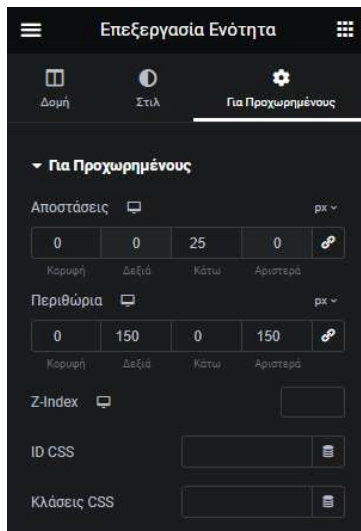 Επεξεργασία Ενότητα
Δομή Στιλ Για Προχωρημένους
Για Προχωρημένους
Αποστάσεις px
0 0 25 0
Κορυφή Δεξιά Κάτω Αριστερά
Περιθώρια px
0 150 0 150
Κορυφή Δεξιά Κάτω Αριστερά
Z-Index
ID CSS
Κλάσεις CSS